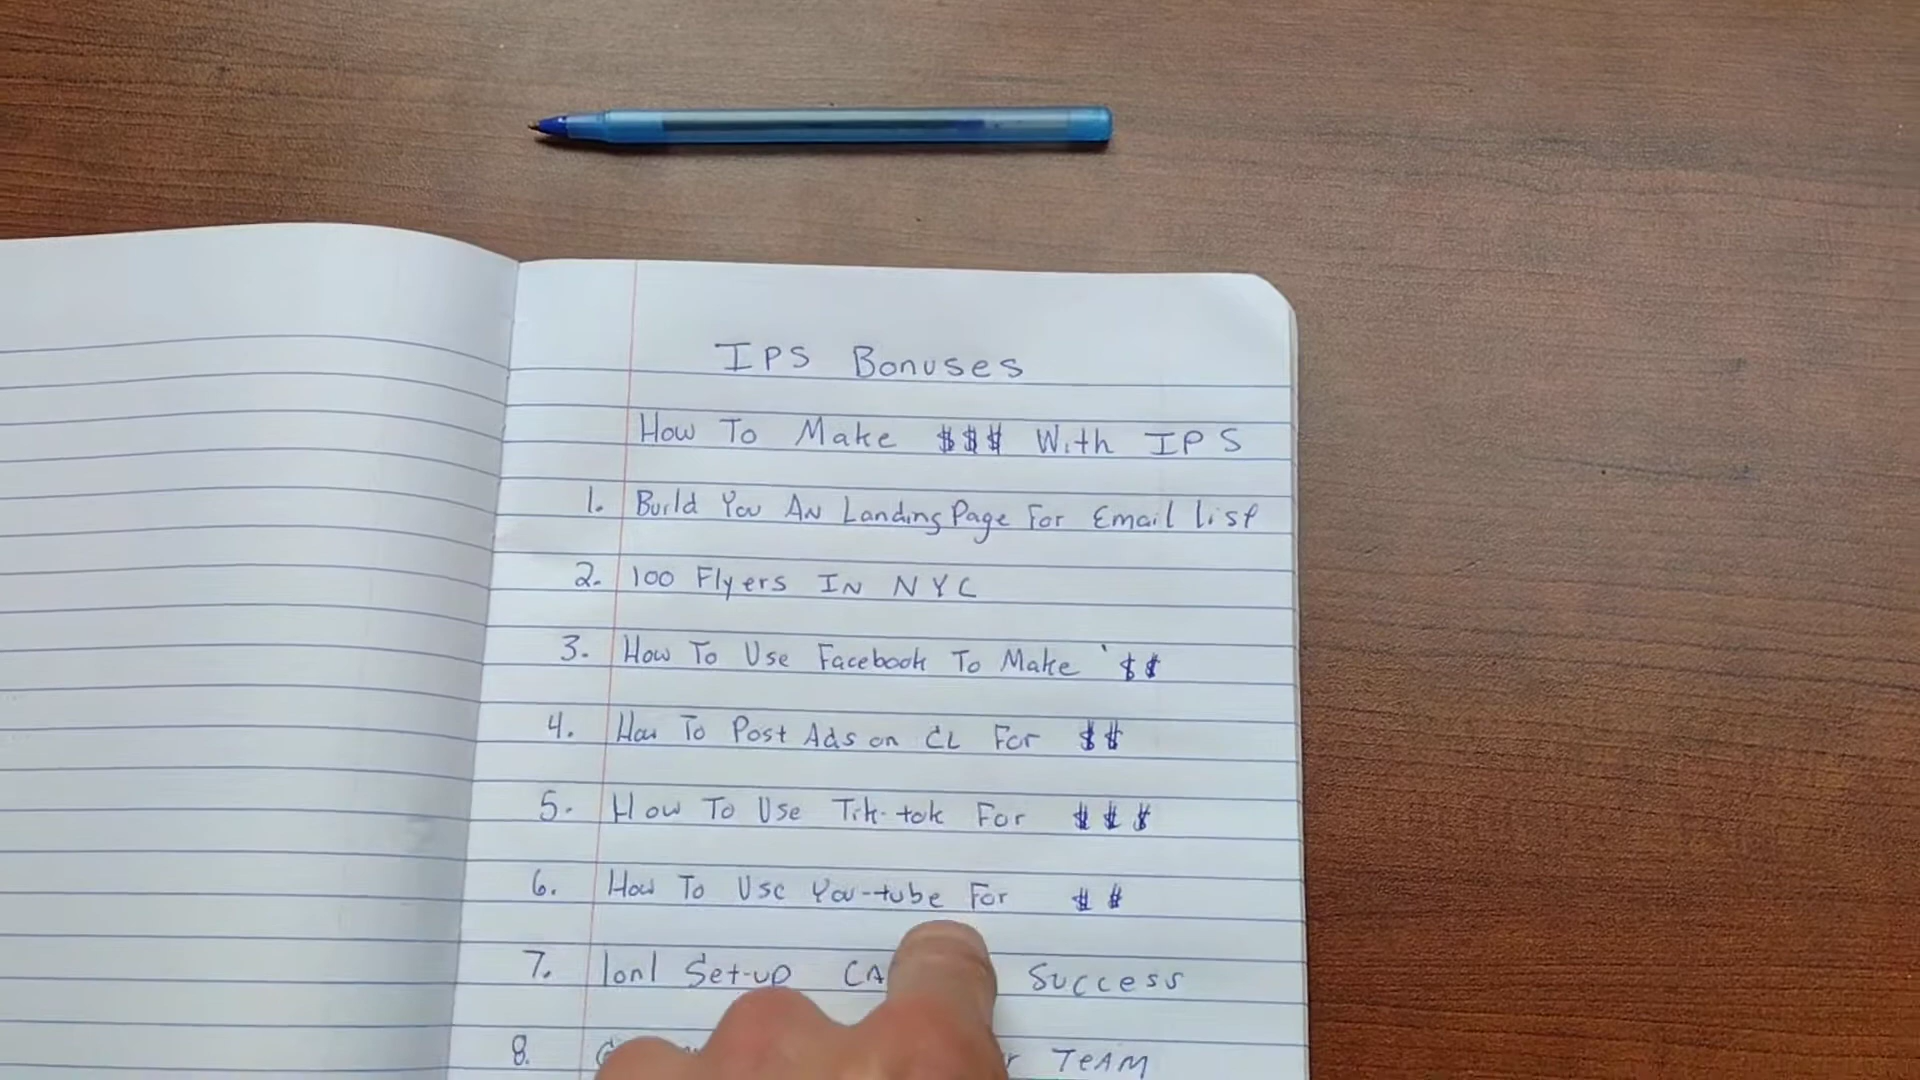 IPS Bonuses
How To Make $$$ With IPS
1. Build You An Landing Page For Email list
2. 100 Flyers IN NYC
3. How To Use Facebook To Make $$
4. How To Post Ads on CL For $$
5. How To Use Tik-tok For $$$
6. How To Use You-tube For $$
7. 1on1 Set-up Success
8. TEAM